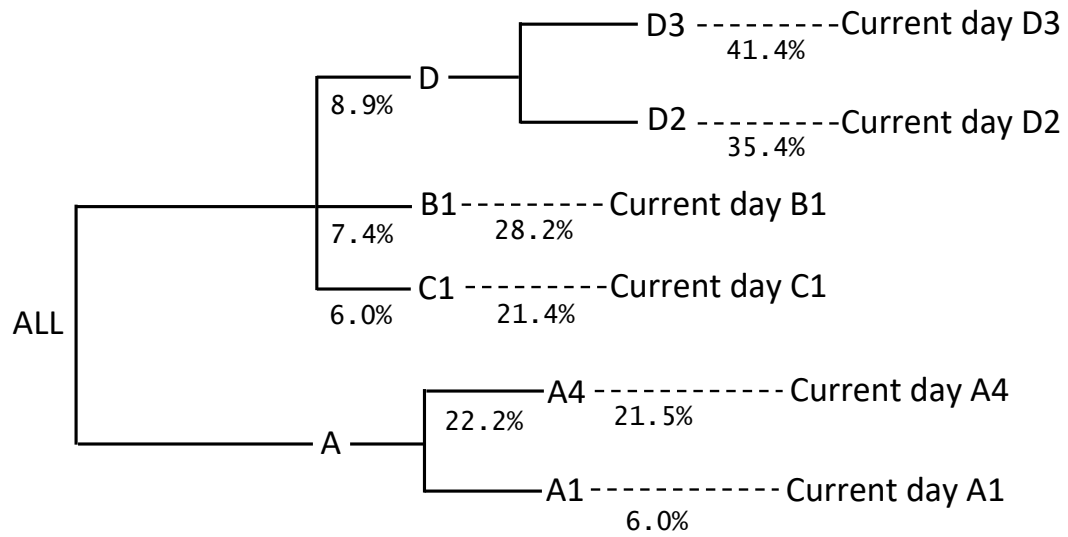 D3 Current day D3
41.4%
D
8.9%
D2 Current day D2
35.4%
B1 Current day B1
7.4% 28.2%
C1 Current day C1
6.0% 21.4%
ALL
A4 Current day A4
22.2% 21.5%
A
A1 Current day A1
6.0%